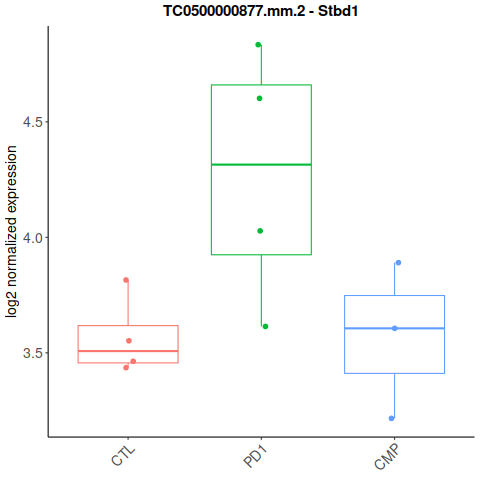 TC0500000877.mm.2 - Stbd1
log2 normalized expression
4.5
4.0
3.5
CTL
PD1
CMP